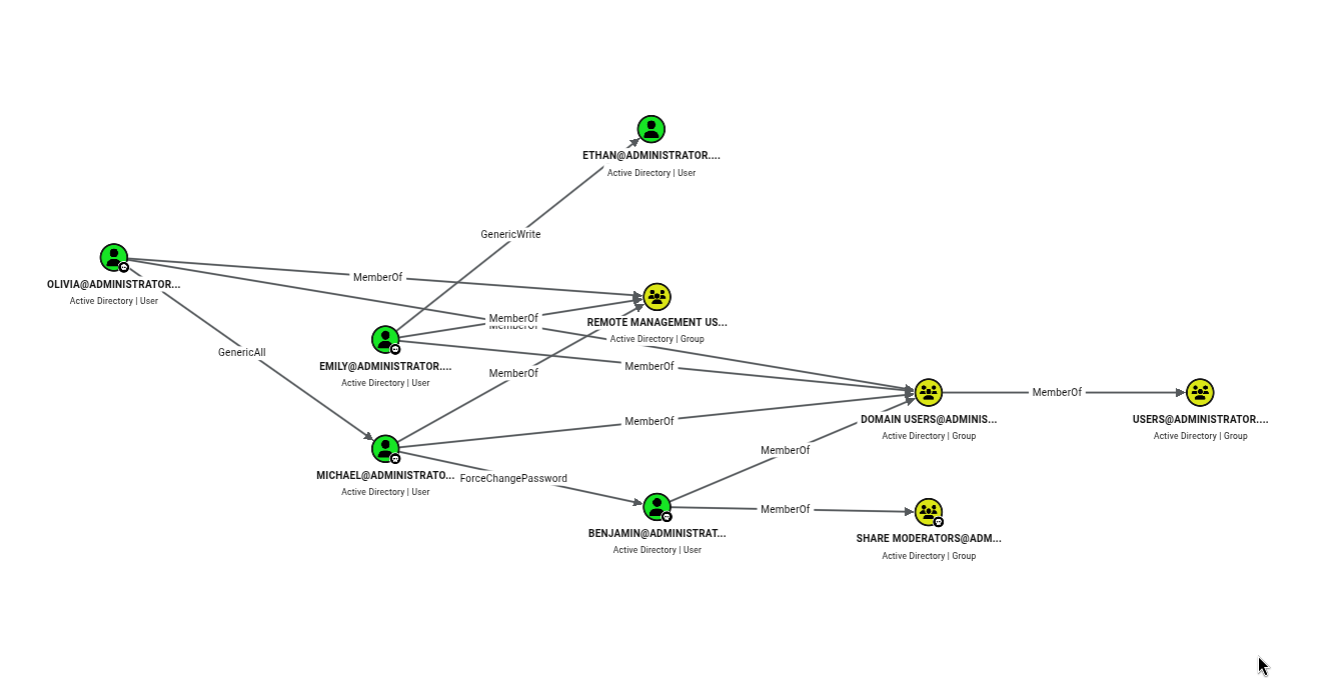 ETHAN@ADMINISTRATOR....
Active Directory | User
GenericWrite
MemberOf
OLIVIA@ADMINISTRATOR...
Active Directory | User
MemberOf
MemberOf
REMOTE MANAGEMENT US...
Active Directory | Group
GenericAll
EMILY@ADMINISTRATOR....
Active Directory | User
MemberOf
MemberOf
MemberOf
DOMAIN USERS@ADMINIS...
Active Directory | Group
MemberOf
USERS@ADMINISTRATOR....
Active Directory | Group
MemberOf
MICHAEL@ADMINISTRATO...
Active Directory | User
ForceChangePassword
MemberOf
BENJAMIN@ADMINISTRAT...
Active Directory | User
MemberOf
SHARE MODERATORS@ADM...
Active Directory | Group